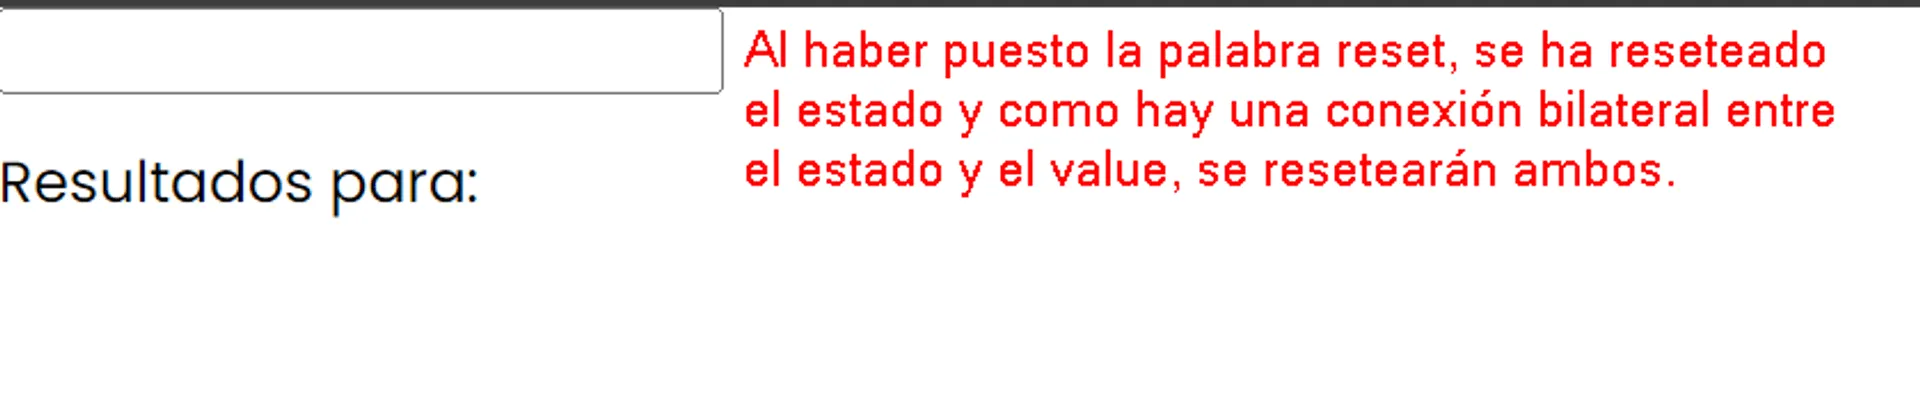 Al haber puesto la palabra reset, se ha reseteado
el estado y como hay una conexión bilateral entre
el estado y el value, se resetearán ambos.
Resultados para: